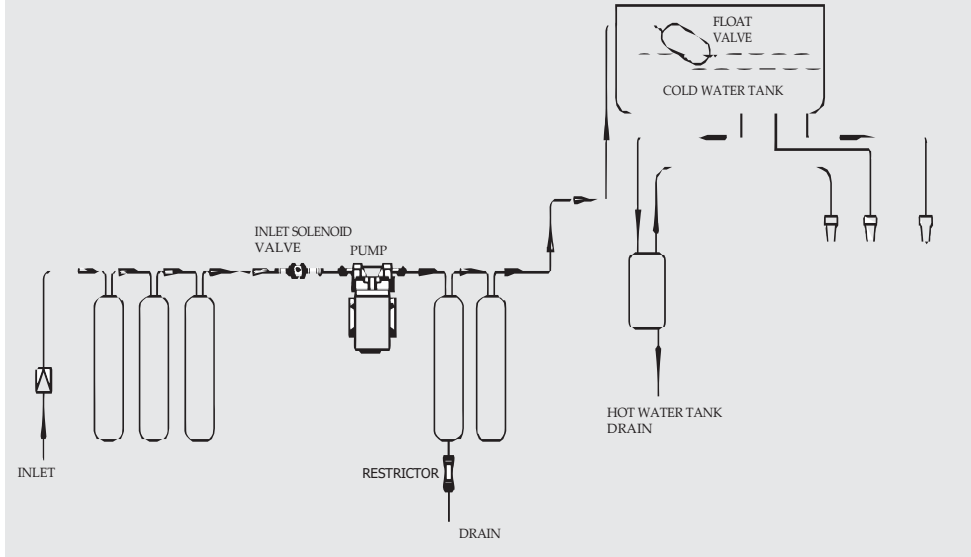 FLOAT
VALVE
COLD WATER TANK
INLET SOLENOID
VALVE
PUMP
HOT WATER TANK
DRAIN
INLET
RESTRICTOR
DRAIN